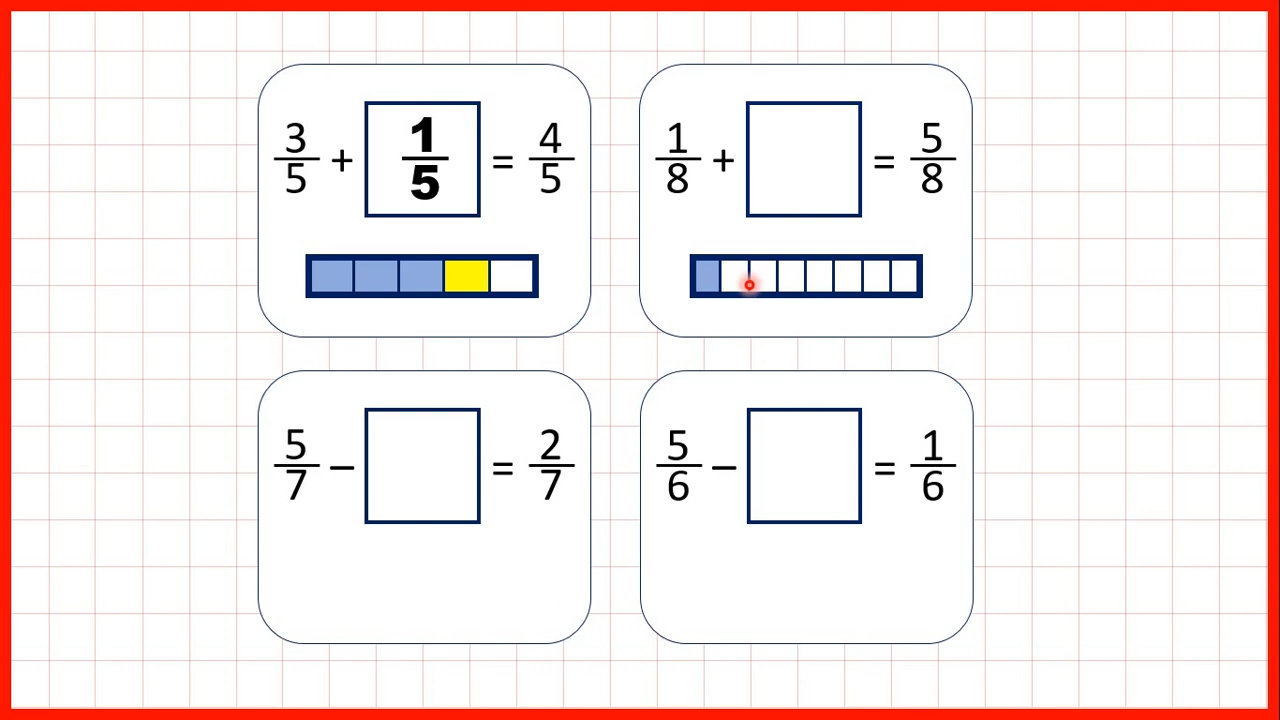 3/5 + 1/5 = 4/5
1/8 + = 5/8
5/7 − = 2/7
5/6 − = 1/6